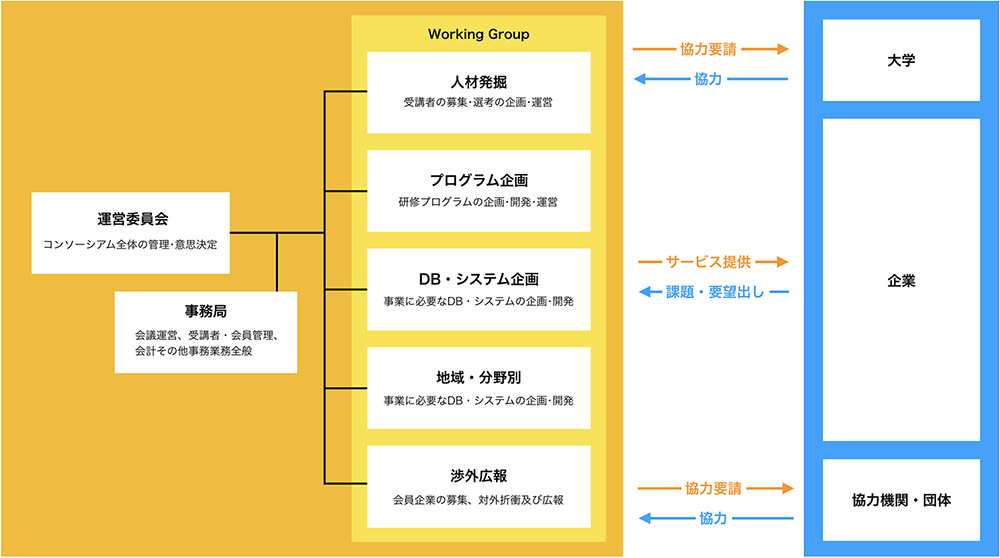 Working Group
人材発掘
受講者の募集･選考の企画･運営
プログラム企画
研修プログラムの企画･開発･運営
運営委員会
コンソーシアム全体の管理･意思決定
DB・システム企画
事業に必要なDB・システムの企画･開発
事務局
会議運営、受講者・会員管理、
会計その他事務業務全般
地域・分野別
事業に必要なDB・システムの企画･開発
渉外広報
会員企業の募集、対外折衝及び広報
協力要請
協力
サービス提供
課題・要望出し
協力要請
協力
大学
企業
協力機関・団体